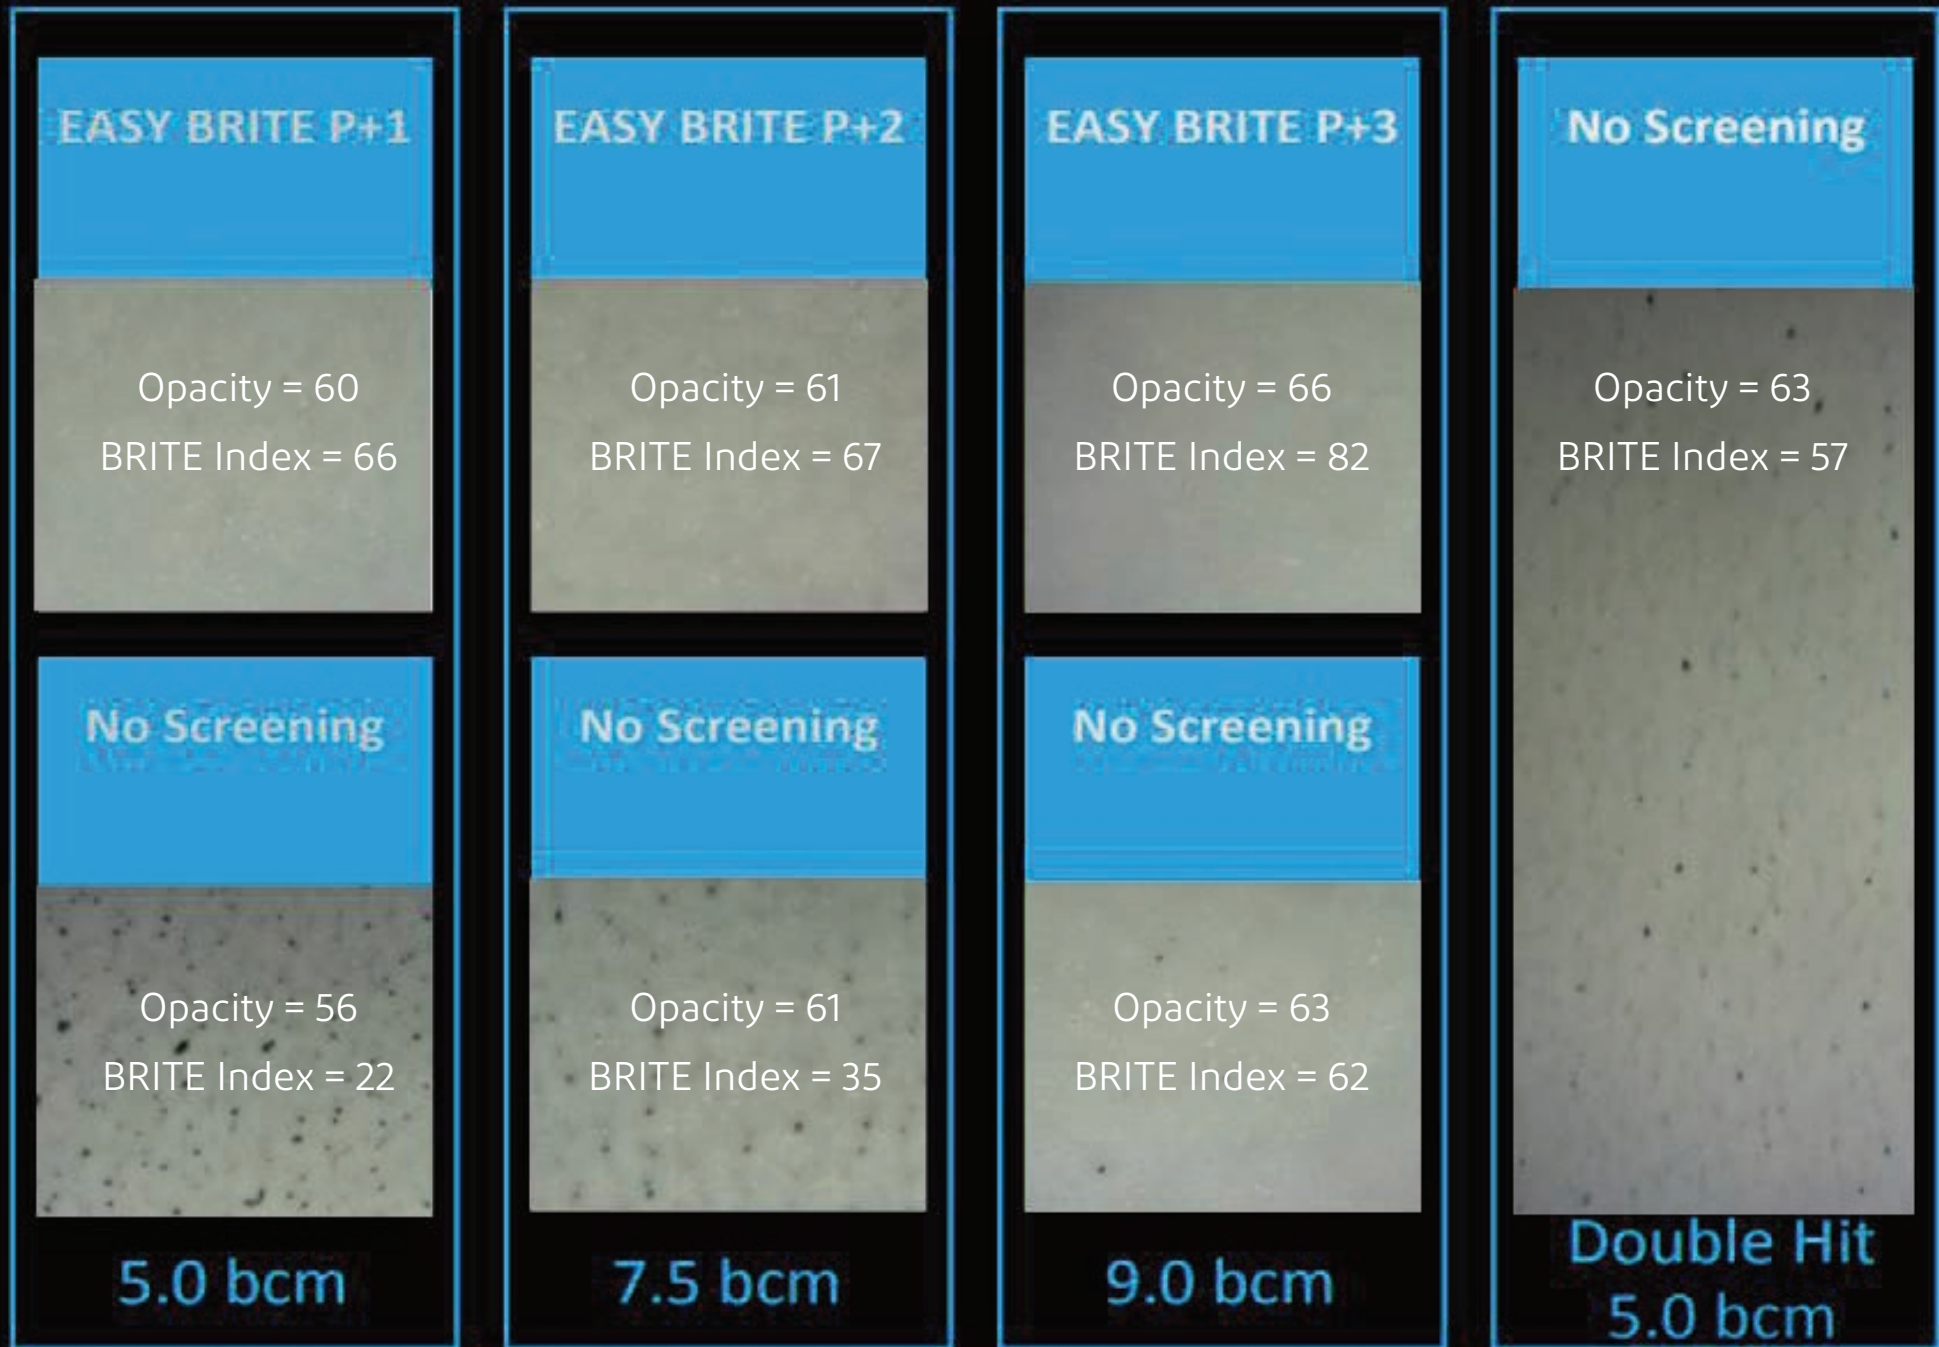 EASY BRITE P+1
Opacity = 60
BRITE Index = 66
No Screening
Opacity = 56
BRITE Index = 22
5.0 bcm
EASY BRITE P+2
Opacity = 61
BRITE Index = 67
No Screening
Opacity = 61
BRITE Index = 35
7.5 bcm
EASY BRITE P+3
Opacity = 66
BRITE Index = 82
No Screening
Opacity = 63
BRITE Index = 62
9.0 bcm
No Screening
Opacity = 63
BRITE Index = 57
Double Hit
5.0 bcm